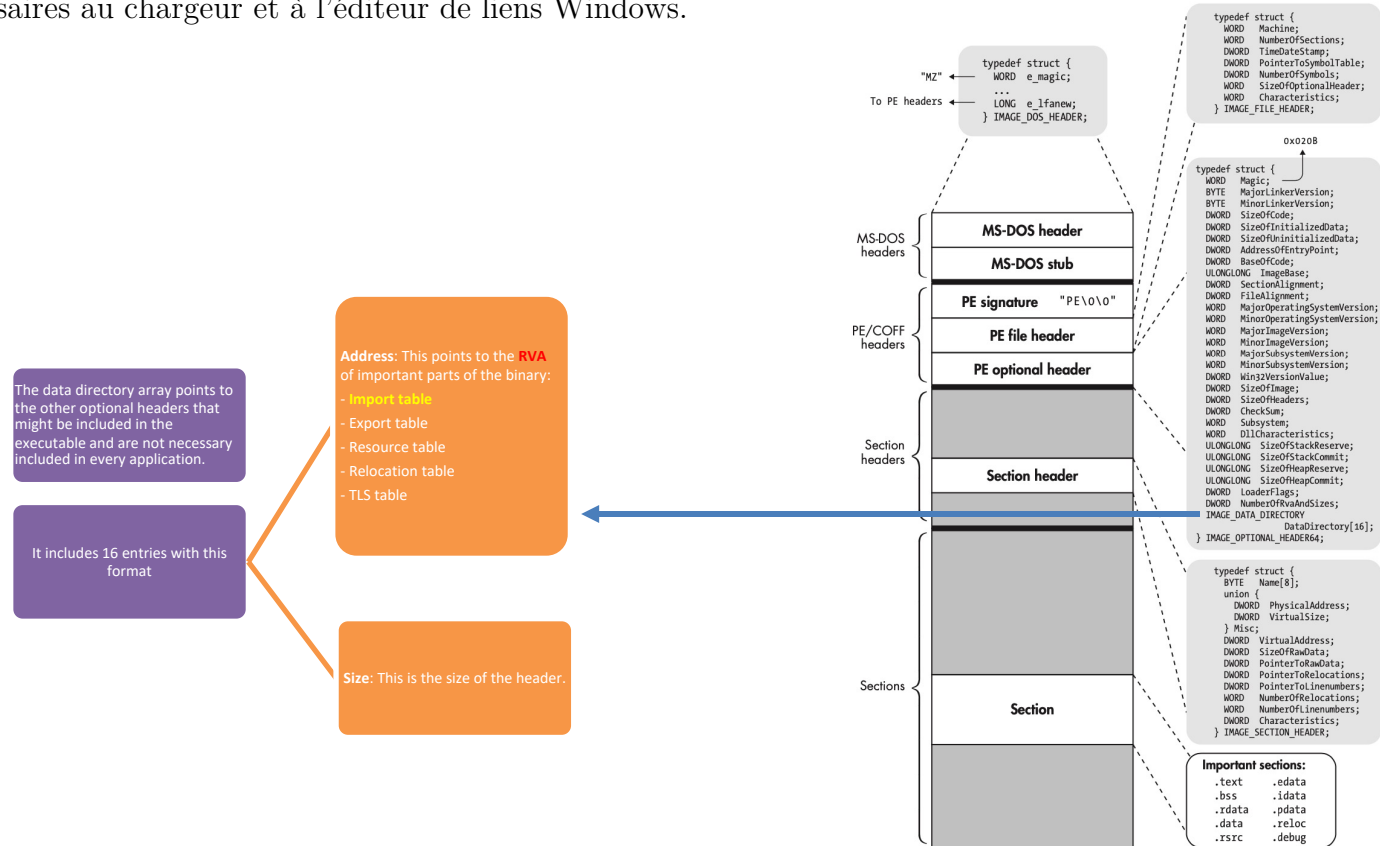 saires au chargeur et à l'éditeur de liens Windows.
The data directory array points to
the other optional headers that
might be included in the
executable and are not necessary
included in every application.
It includes 16 entries with this
format
Address: This points to the RVA
of important parts of the binary:
- Import table
- Export table
- Resource table
- Relocation table
- TLS table
Size: This is the size of the header.
"MZ"
To PE headers
typedef struct {
WORD e_magic;
...
LONG e_lfanew;
} IMAGE_DOS_HEADER;
MS-DOS
headers
MS-DOS header
MS-DOS stub
PE/COFF
headers
PE signature "PE\0\0"
PE file header
PE optional header
Section
headers
Section header
Sections
Section
typedef struct {
WORD Machine;
WORD NumberOfSections;
DWORD TimeDateStamp;
DWORD PointerToSymbolTable;
DWORD NumberOfSymbols;
WORD SizeOfOptionalHeader;
WORD Characteristics;
} IMAGE_FILE_HEADER;
0x020B
typedef struct {
WORD Magic;
BYTE MajorLinkerVersion;
BYTE MinorLinkerVersion;
DWORD SizeOfCode;
DWORD SizeOfInitializedData;
DWORD SizeOfUninitializedData;
DWORD AddressOfEntryPoint;
DWORD BaseOfCode;
ULONGLONG ImageBase;
DWORD SectionAlignment;
DWORD FileAlignment;
WORD MajorOperatingSystemVersion;
WORD MinorOperatingSystemVersion;
WORD MajorImageVersion;
WORD MinorImageVersion;
WORD MajorSubsystemVersion;
WORD MinorSubsystemVersion;
DWORD Win32VersionValue;
DWORD SizeOfImage;
DWORD SizeOfHeaders;
DWORD CheckSum;
WORD Subsystem;
WORD DllCharacteristics;
ULONGLONG SizeOfStackReserve;
ULONGLONG SizeOfStackCommit;
ULONGLONG SizeOfHeapReserve;
ULONGLONG SizeOfHeapCommit;
DWORD LoaderFlags;
DWORD NumberOfRvaAndSizes;
IMAGE_DATA_DIRECTORY
DataDirectory[16];
} IMAGE_OPTIONAL_HEADER64;
typedef struct {
BYTE Name[8];
union {
DWORD PhysicalAddress;
DWORD VirtualSize;
} Misc;
DWORD VirtualAddress;
DWORD SizeOfRawData;
DWORD PointerToRawData;
DWORD PointerToRelocations;
DWORD PointerToLinenumbers;
WORD NumberOfRelocations;
WORD NumberOfLinenumbers;
DWORD Characteristics;
} IMAGE_SECTION_HEADER;
Important sections:
.text .edata
.bss .idata
.rdata .pdata
.data .reloc
.rsrc .debug